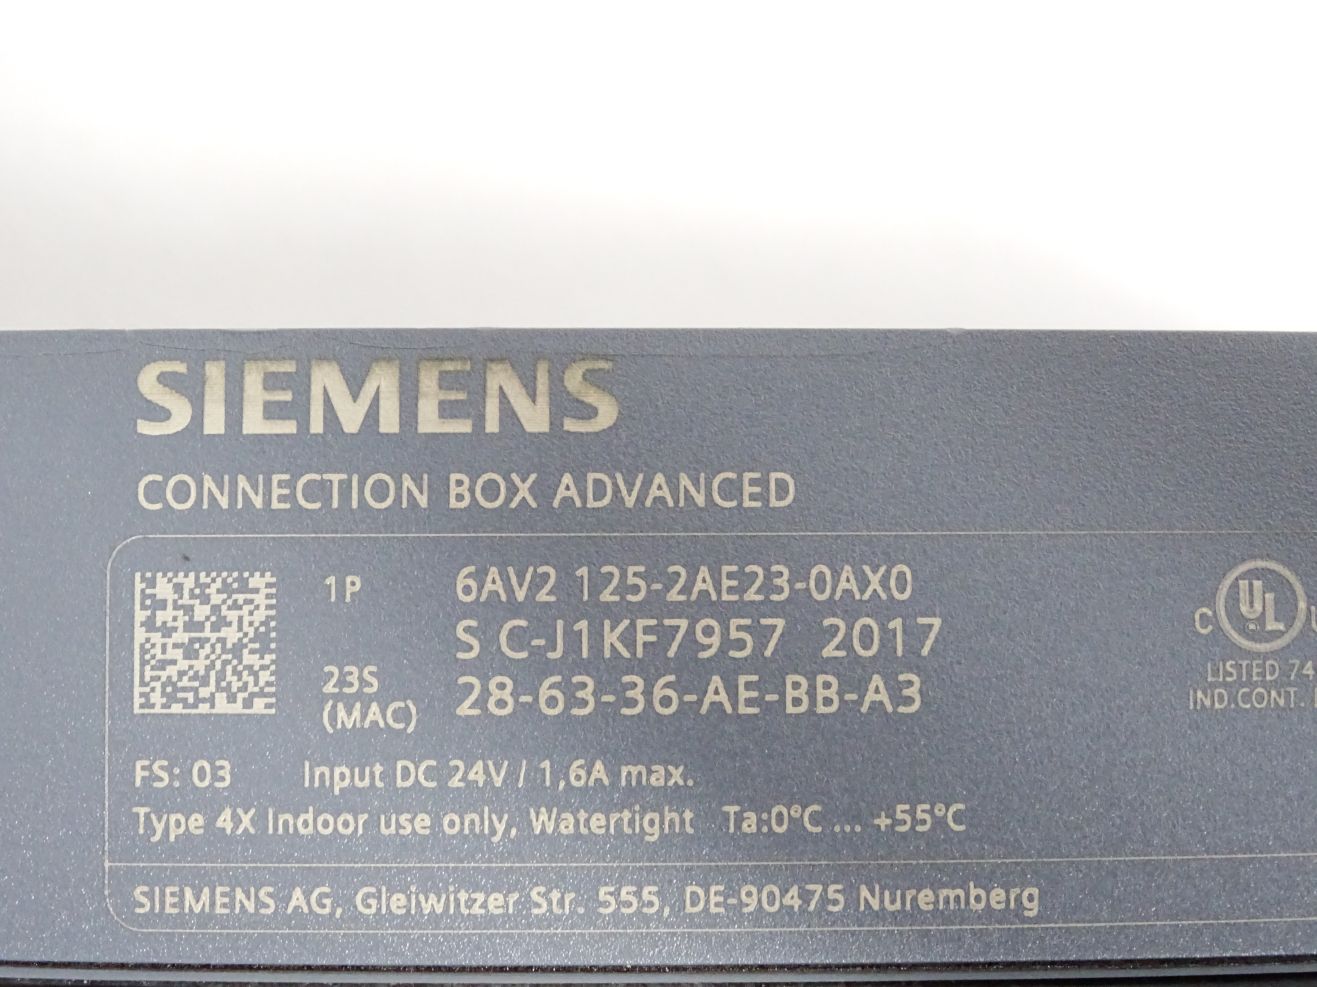 SIEMENS
CONNECTION BOX ADVANCED
1P 6AV2 125-2AE23-0AX0
S C-J1KF7957 2017
23S
(MAC) 28-63-36-AE-BB-A3
C UL
LISTED 74
IND.CONT.
FS: 03 Input DC 24V / 1,6A max.
Type 4X Indoor use only, Watertight Ta:0°C ... +55°C
SIEMENS AG, Gleiwitzer Str. 555, DE-90475 Nuremberg